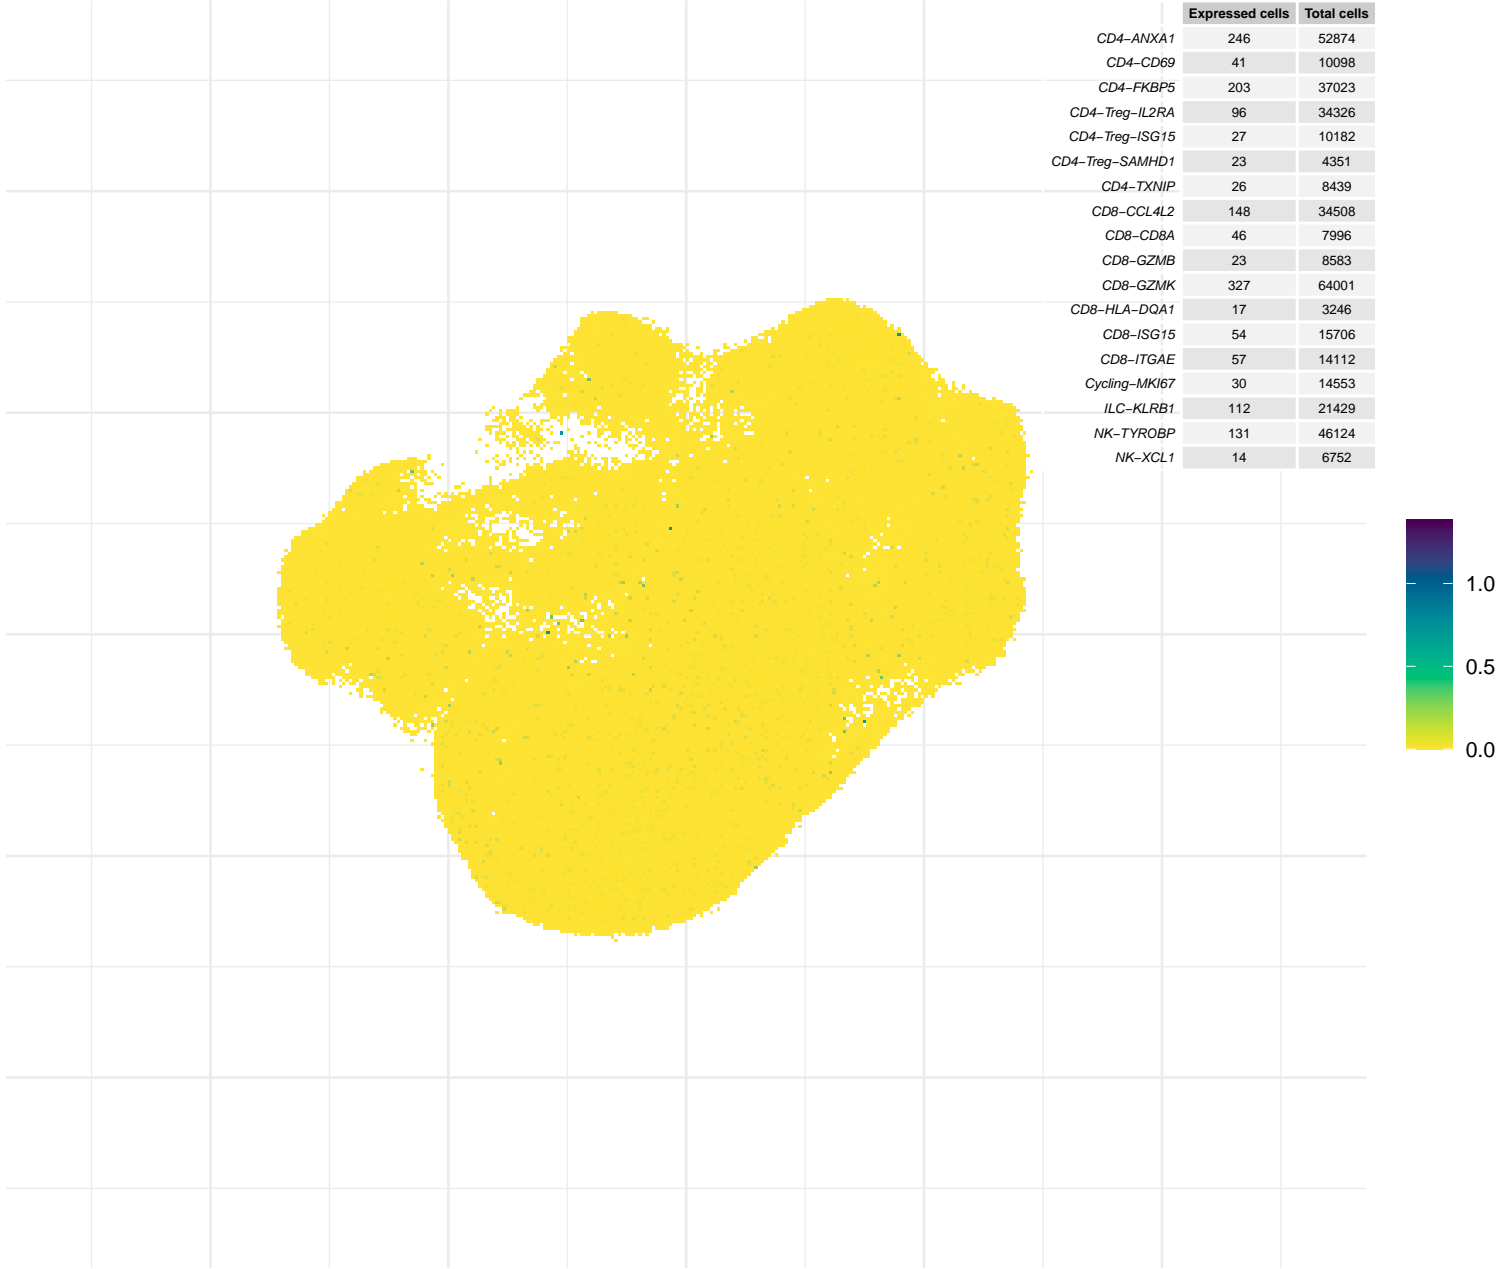 Expressed cells Total cells
CD4−ANXA1 246 52874
CD4−CD69 41 10098
CD4−FKBP5 203 37023
CD4−Treg−IL2RA 96 34326
CD4−Treg−ISG15 27 10182
CD4−Treg−SAMHD1 23 4351
CD4−TXNIP 26 8439
CD8−CCL4L2 148 34508
CD8−CD8A 46 7996
CD8−GZMB 23 8583
CD8−GZMK 327 64001
CD8−HLA−DQA1 17 3246
CD8−ISG15 54 15706
CD8−ITGAE 57 14112
Cycling−MKI67 30 14553
ILC−KLRB1 112 21429
NK−TYROBP 131 46124
NK−XCL1 14 6752
1.0
0.5
0.0